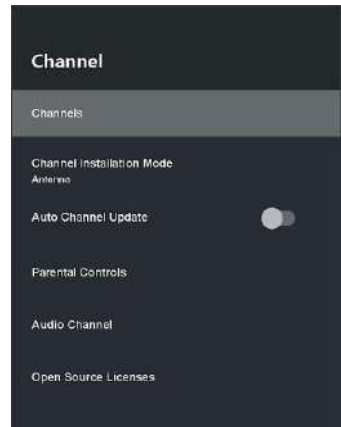 Channel
Channels
Channel Installation Mode
Antenna
Auto Channel Update
Parental Controls
Audio Channel
Open Source Licenses